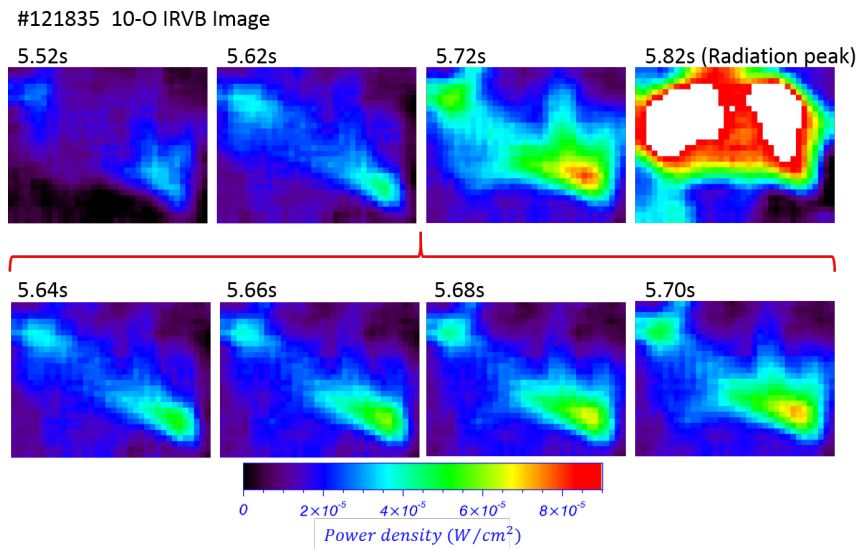 #121835 10-O IRVB Image
5.52s 5.62s 5.72s 5.82s (Radiation peak)
5.64s 5.66s 5.68s 5.70s
0 2×10⁻⁵ 4×10⁻⁵ 6×10⁻⁵ 8×10⁻⁵
Power density (W/cm²)